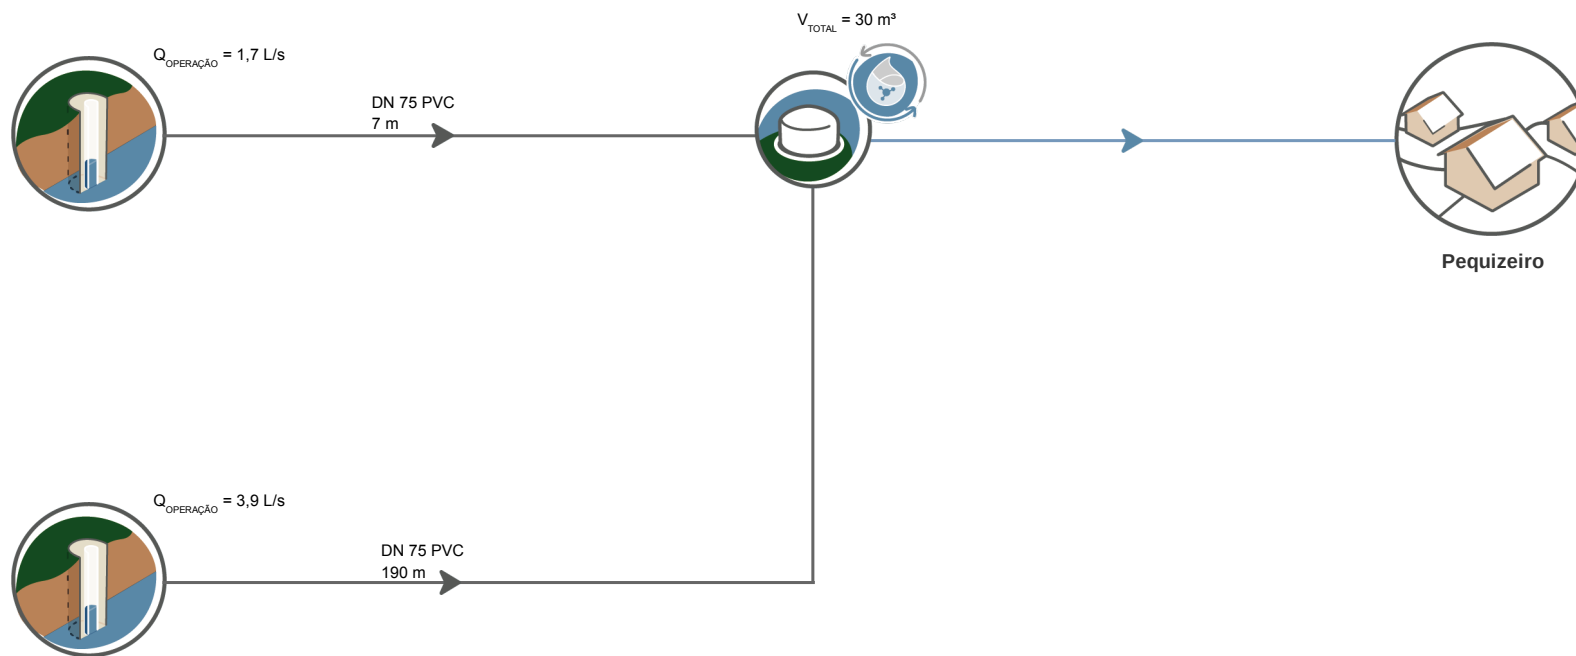 V TOTAL = 30 m³
Q OPERAÇÃO = 1,7 L/s
DN 75 PVC
7 m
Pequizeiro
Q OPERAÇÃO = 3,9 L/s
DN 75 PVC
190 m